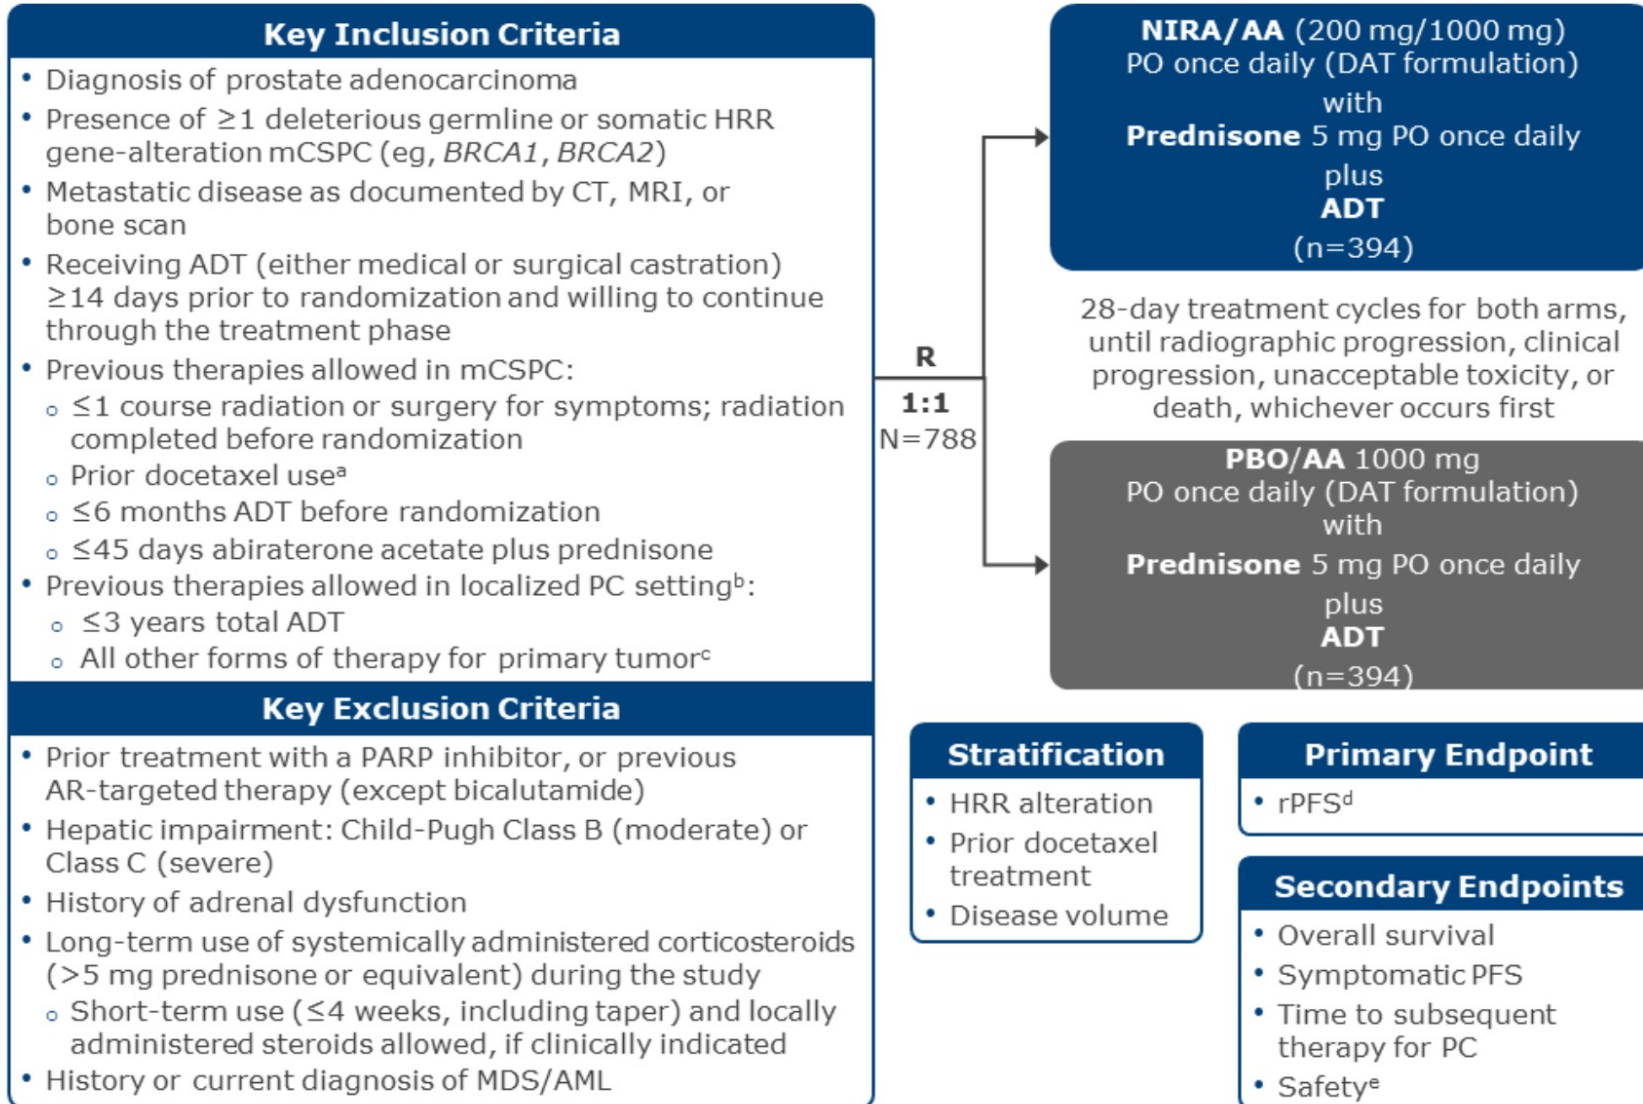 Key Inclusion Criteria
• Diagnosis of prostate adenocarcinoma
• Presence of ≥1 deleterious germline or somatic HRR
gene-alteration mCSPC (eg, BRCA1, BRCA2)
• Metastatic disease as documented by CT, MRI, or
bone scan
• Receiving ADT (either medical or surgical castration)
≥14 days prior to randomization and willing to continue
through the treatment phase
• Previous therapies allowed in mCSPC:
o ≤1 course radiation or surgery for symptoms; radiation
completed before randomization
o Prior docetaxel useᵃ
o ≤6 months ADT before randomization
o ≤45 days abiraterone acetate plus prednisone
• Previous therapies allowed in localized PC settingᵇ:
o ≤3 years total ADT
o All other forms of therapy for primary tumorᶜ
Key Exclusion Criteria
• Prior treatment with a PARP inhibitor, or previous
AR-targeted therapy (except bicalutamide)
• Hepatic impairment: Child-Pugh Class B (moderate) or
Class C (severe)
• History of adrenal dysfunction
• Long-term use of systemically administered corticosteroids
(>5 mg prednisone or equivalent) during the study
o Short-term use (≤4 weeks, including taper) and locally
administered steroids allowed, if clinically indicated
• History or current diagnosis of MDS/AML
R
1:1
N=788
NIRA/AA (200 mg/1000 mg)
PO once daily (DAT formulation)
with
Prednisone 5 mg PO once daily
plus
ADT
(n=394)
28-day treatment cycles for both arms,
until radiographic progression, clinical
progression, unacceptable toxicity, or
death, whichever occurs first
PBO/AA 1000 mg
PO once daily (DAT formulation)
with
Prednisone 5 mg PO once daily
plus
ADT
(n=394)
Stratification
• HRR alteration
• Prior docetaxel
treatment
• Disease volume
Primary Endpoint
• rPFSᵈ
Secondary Endpoints
• Overall survival
• Symptomatic PFS
• Time to subsequent
therapy for PC
• Safetyᵉ